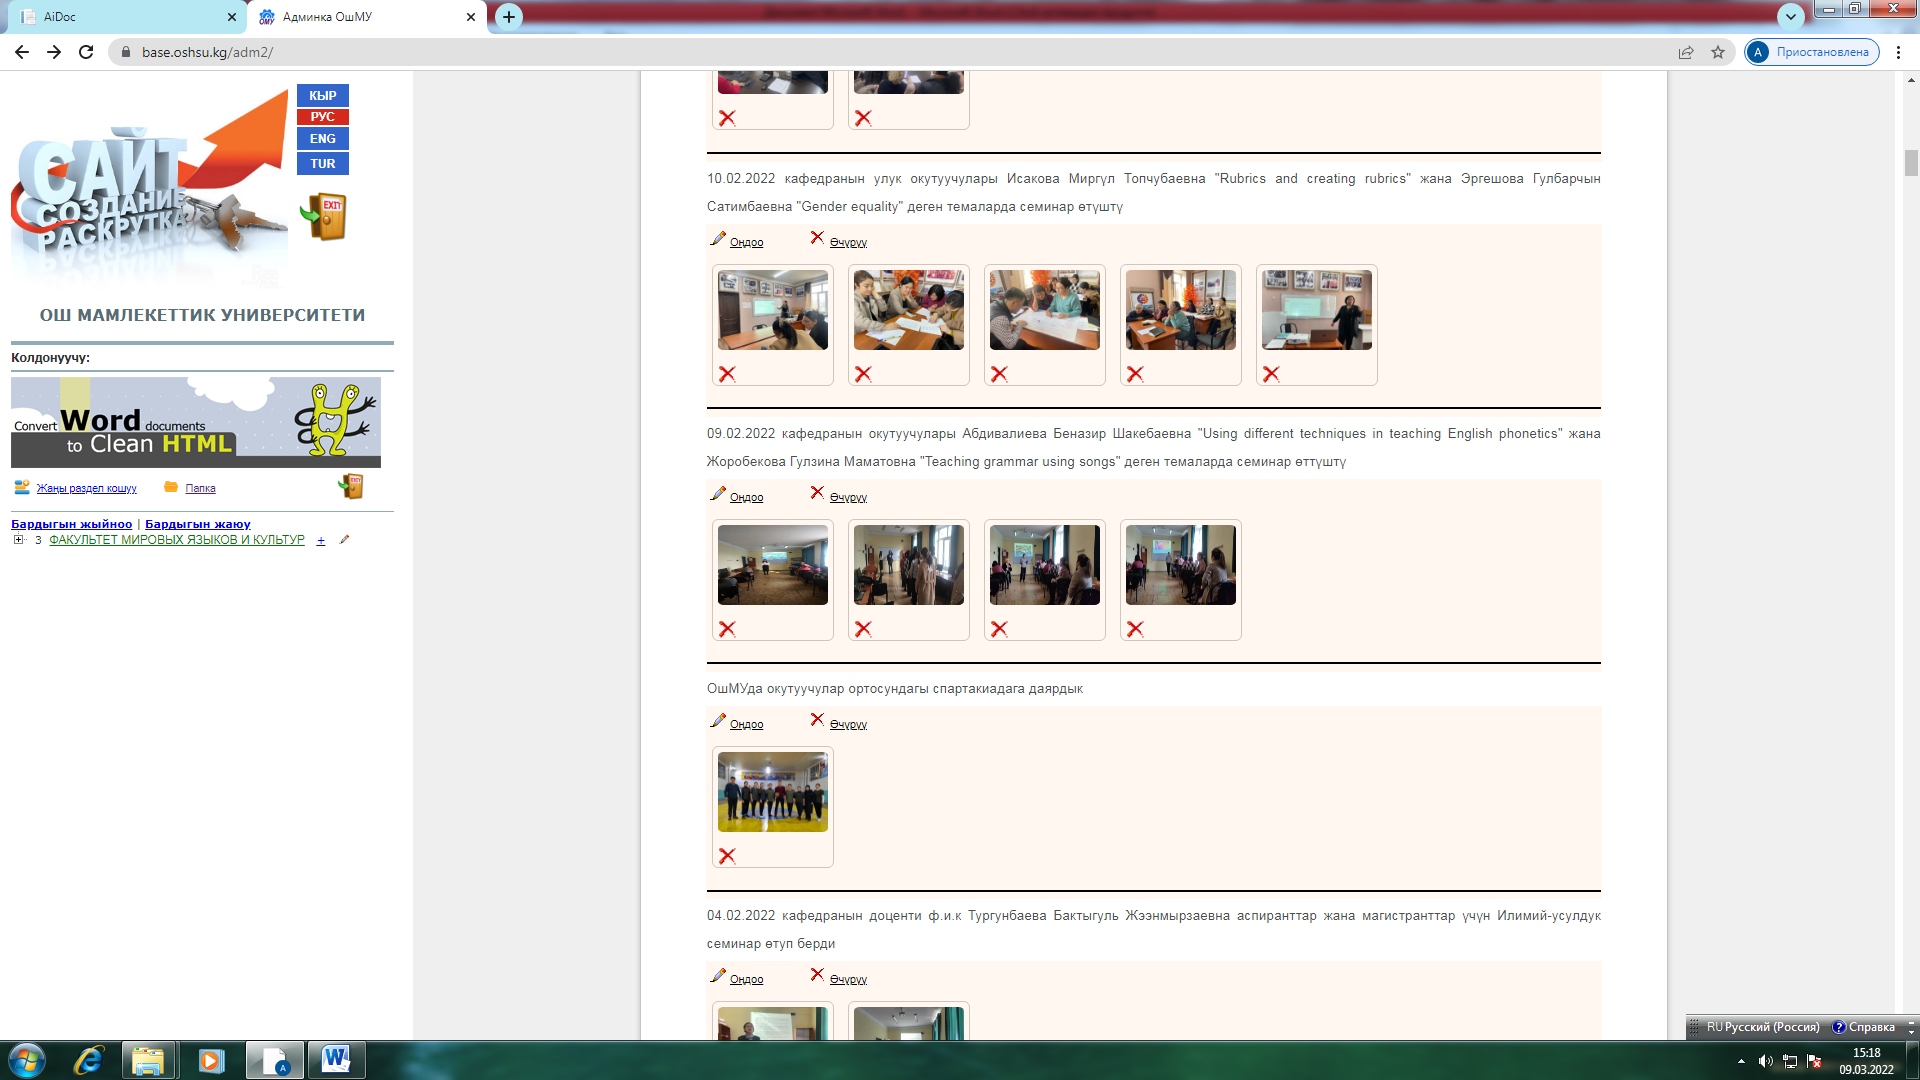 AiDoc
Админка ОшМУ
base.oshsu.kg/adm2/
Приостановлена
САЙТ
СОЗДАНИЕ
РАСКРУТКА
КЫР
РУС
ENG
TUR
EXIT
ОШ МАМЛЕКЕТТИК УНИВЕРСИТЕТИ
Колдонуучу:
Convert Word documents
to Clean HTML
Жаңы раздел кошуу
Папка
Бардыгын жыйноо | Бардыгын жаюу
3 ФАКУЛЬТЕТ МИРОВЫХ ЯЗЫКОВ И КУЛЬТУР +
10.02.2022 кафедранын улук окутуучулары Исакова Миргүл Топчубаевна "Rubrics and creating rubrics" жана Эргешова Гулбарчын
Сатимбаевна "Gender equality" деген темаларда семинар өтүштү
Оңдоо Өчүрүү
09.02.2022 кафедранын окутуучулары Абдивалиева Беназир Шакебаевна "Using different techniques in teaching English phonetics" жана
Жоробекова Гулзина Маматовна "Teaching grammar using songs" деген темаларда семинар өттүштү
Оңдоо Өчүрүү
ОшМУда окутуучулар ортосундагы спартакиадага даярдык
Оңдоо Өчүрүү
04.02.2022 кафедранын доценти ф.и.к Тургунбаева Бактыгуль Жээнмырзаевна аспиранттар жана магистранттар үчүн Илимий-усулдук
семинар өтуп берди
Оңдоо Өчүрүү
RU Русский (Россия) Справка
15:18
09.03.2022